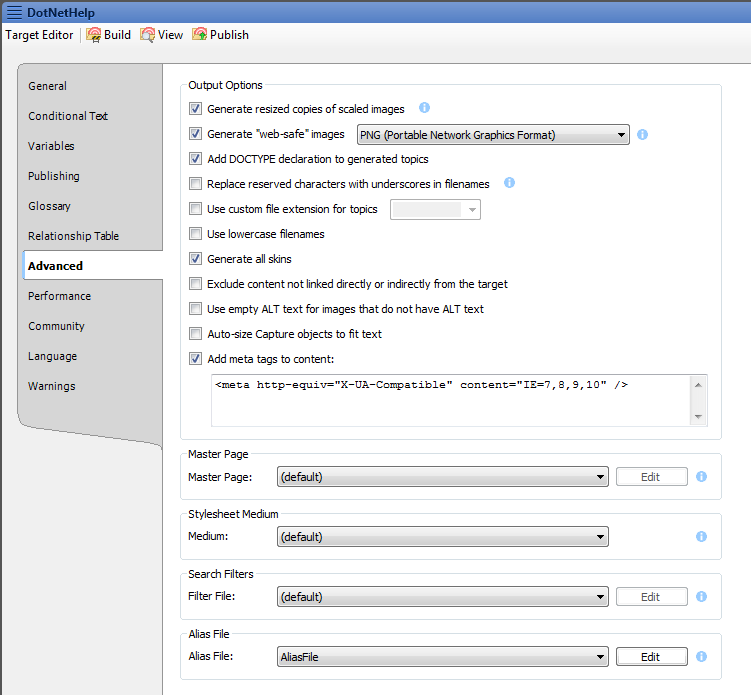 DotNetHelp
Target Editor Build View Publish
General
Conditional Text
Variables
Publishing
Glossary
Relationship Table
Advanced
Performance
Community
Language
Warnings
Output Options
Generate resized copies of scaled images
Generate "web-safe" images PNG (Portable Network Graphics Format)
Add DOCTYPE declaration to generated topics
Replace reserved characters with underscores in filenames
Use custom file extension for topics
Use lowercase filenames
Generate all skins
Exclude content not linked directly or indirectly from the target
Use empty ALT text for images that do not have ALT text
Auto-size Capture objects to fit text
Add meta tags to content:
<meta http-equiv="X-UA-Compatible" content="IE=7,8,9,10" />
Master Page
Master Page: (default) Edit
Stylesheet Medium
Medium: (default)
Search Filters
Filter File: (default) Edit
Alias File
Alias File: AliasFile Edit